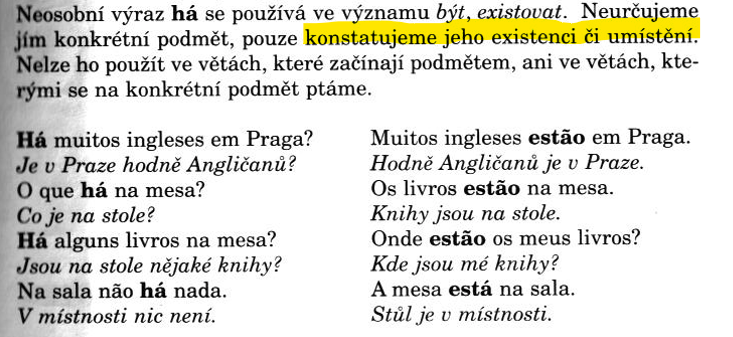 Neosobní výraz há se používá ve významu být, existovat. Neurčujeme
jím konkrétní podmět, pouze konstatujeme jeho existenci či umístění.
Nelze ho použít ve větách, které začínají podmětem, ani ve větách, kte-
rými se na konkrétní podmět ptáme.
Há muitos ingleses em Praga?
Je v Praze hodně Angličanů?
O que há na mesa?
Co je na stole?
Há alguns livros na mesa?
Jsou na stole nějaké knihy?
Na sala não há nada.
V místnosti nic není.
Muitos ingleses estão em Praga.
Hodně Angličanů je v Praze.
Os livros estão na mesa.
Knihy jsou na stole.
Onde estão os meus livros?
Kde jsou mé knihy?
A mesa está na sala.
Stůl je v místnosti.